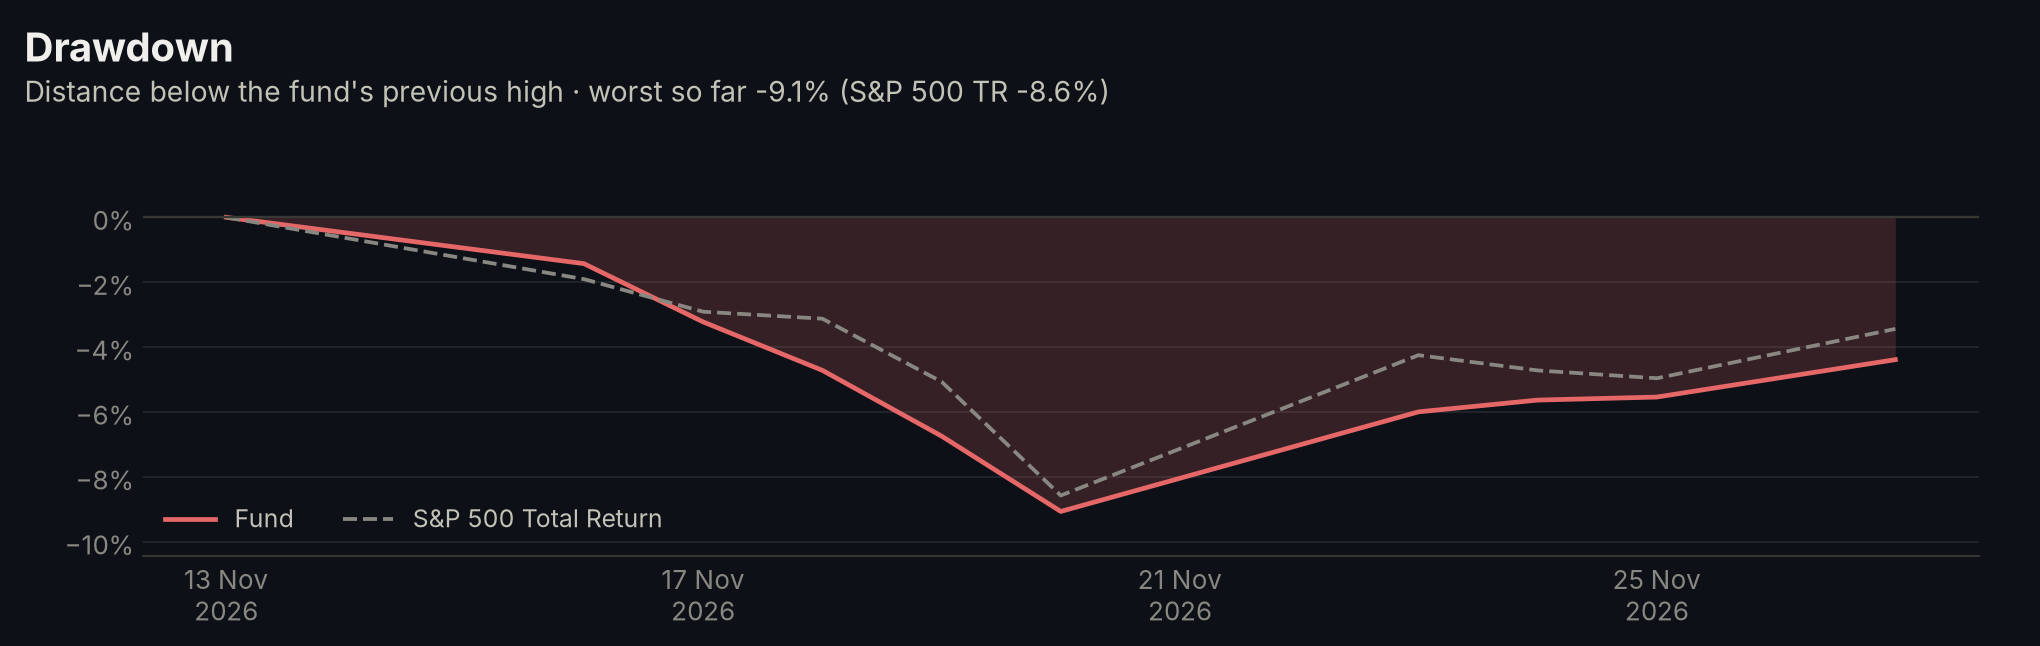 Drawdown
Distance below the fund's previous high · worst so far -9.1% (S&P 500 TR -8.6%)
0%
−2%
−4%
−6%
−8%
−10%
Fund
S&P 500 Total Return
13 Nov
2026
17 Nov
2026
21 Nov
2026
25 Nov
2026